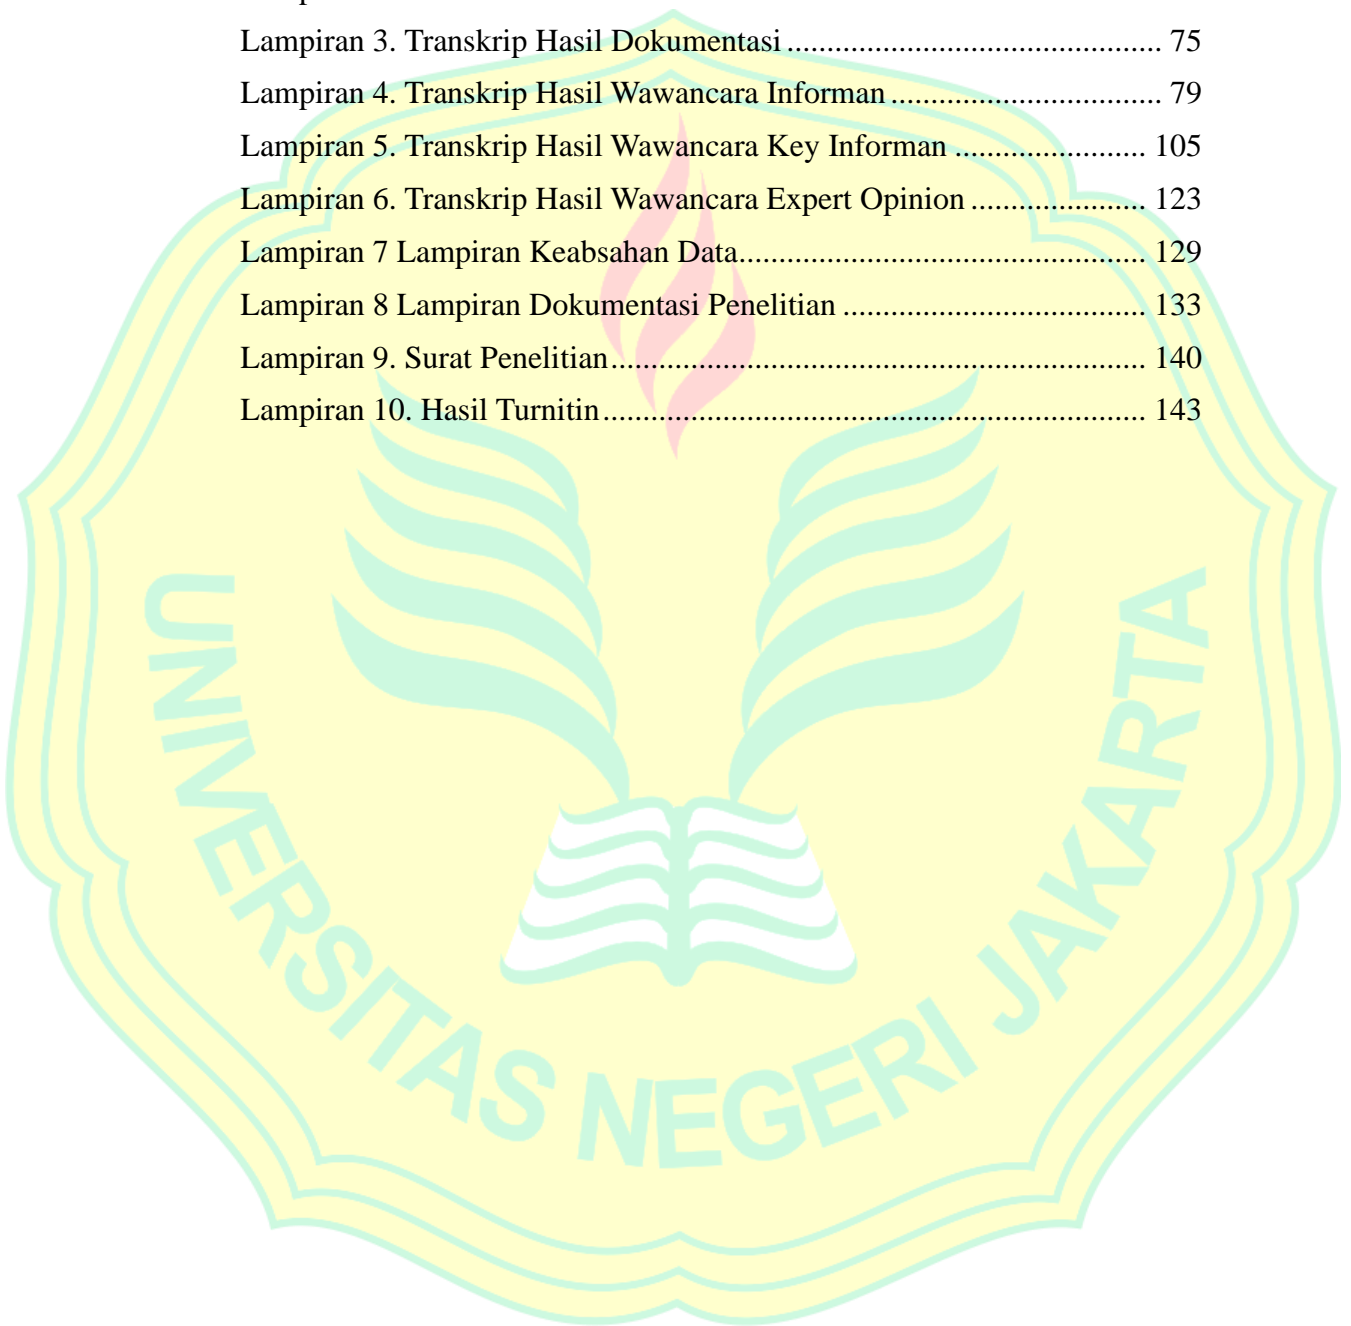 Lampiran 3. Transkrip Hasil Dokumentasi ............................................. 75
Lampiran 4. Transkrip Hasil Wawancara Informan ................................. 79
Lampiran 5. Transkrip Hasil Wawancara Key Informan ....................... 105
Lampiran 6. Transkrip Hasil Wawancara Expert Opinion ..................... 123
Lampiran 7 Lampiran Keabsahan Data................................................. 129
Lampiran 8 Lampiran Dokumentasi Penelitian ..................................... 133
Lampiran 9. Surat Penelitian................................................................. 140
Lampiran 10. Hasil Turnitin.................................................................. 143
UNIVERSITAS NEGERI JAKARTA